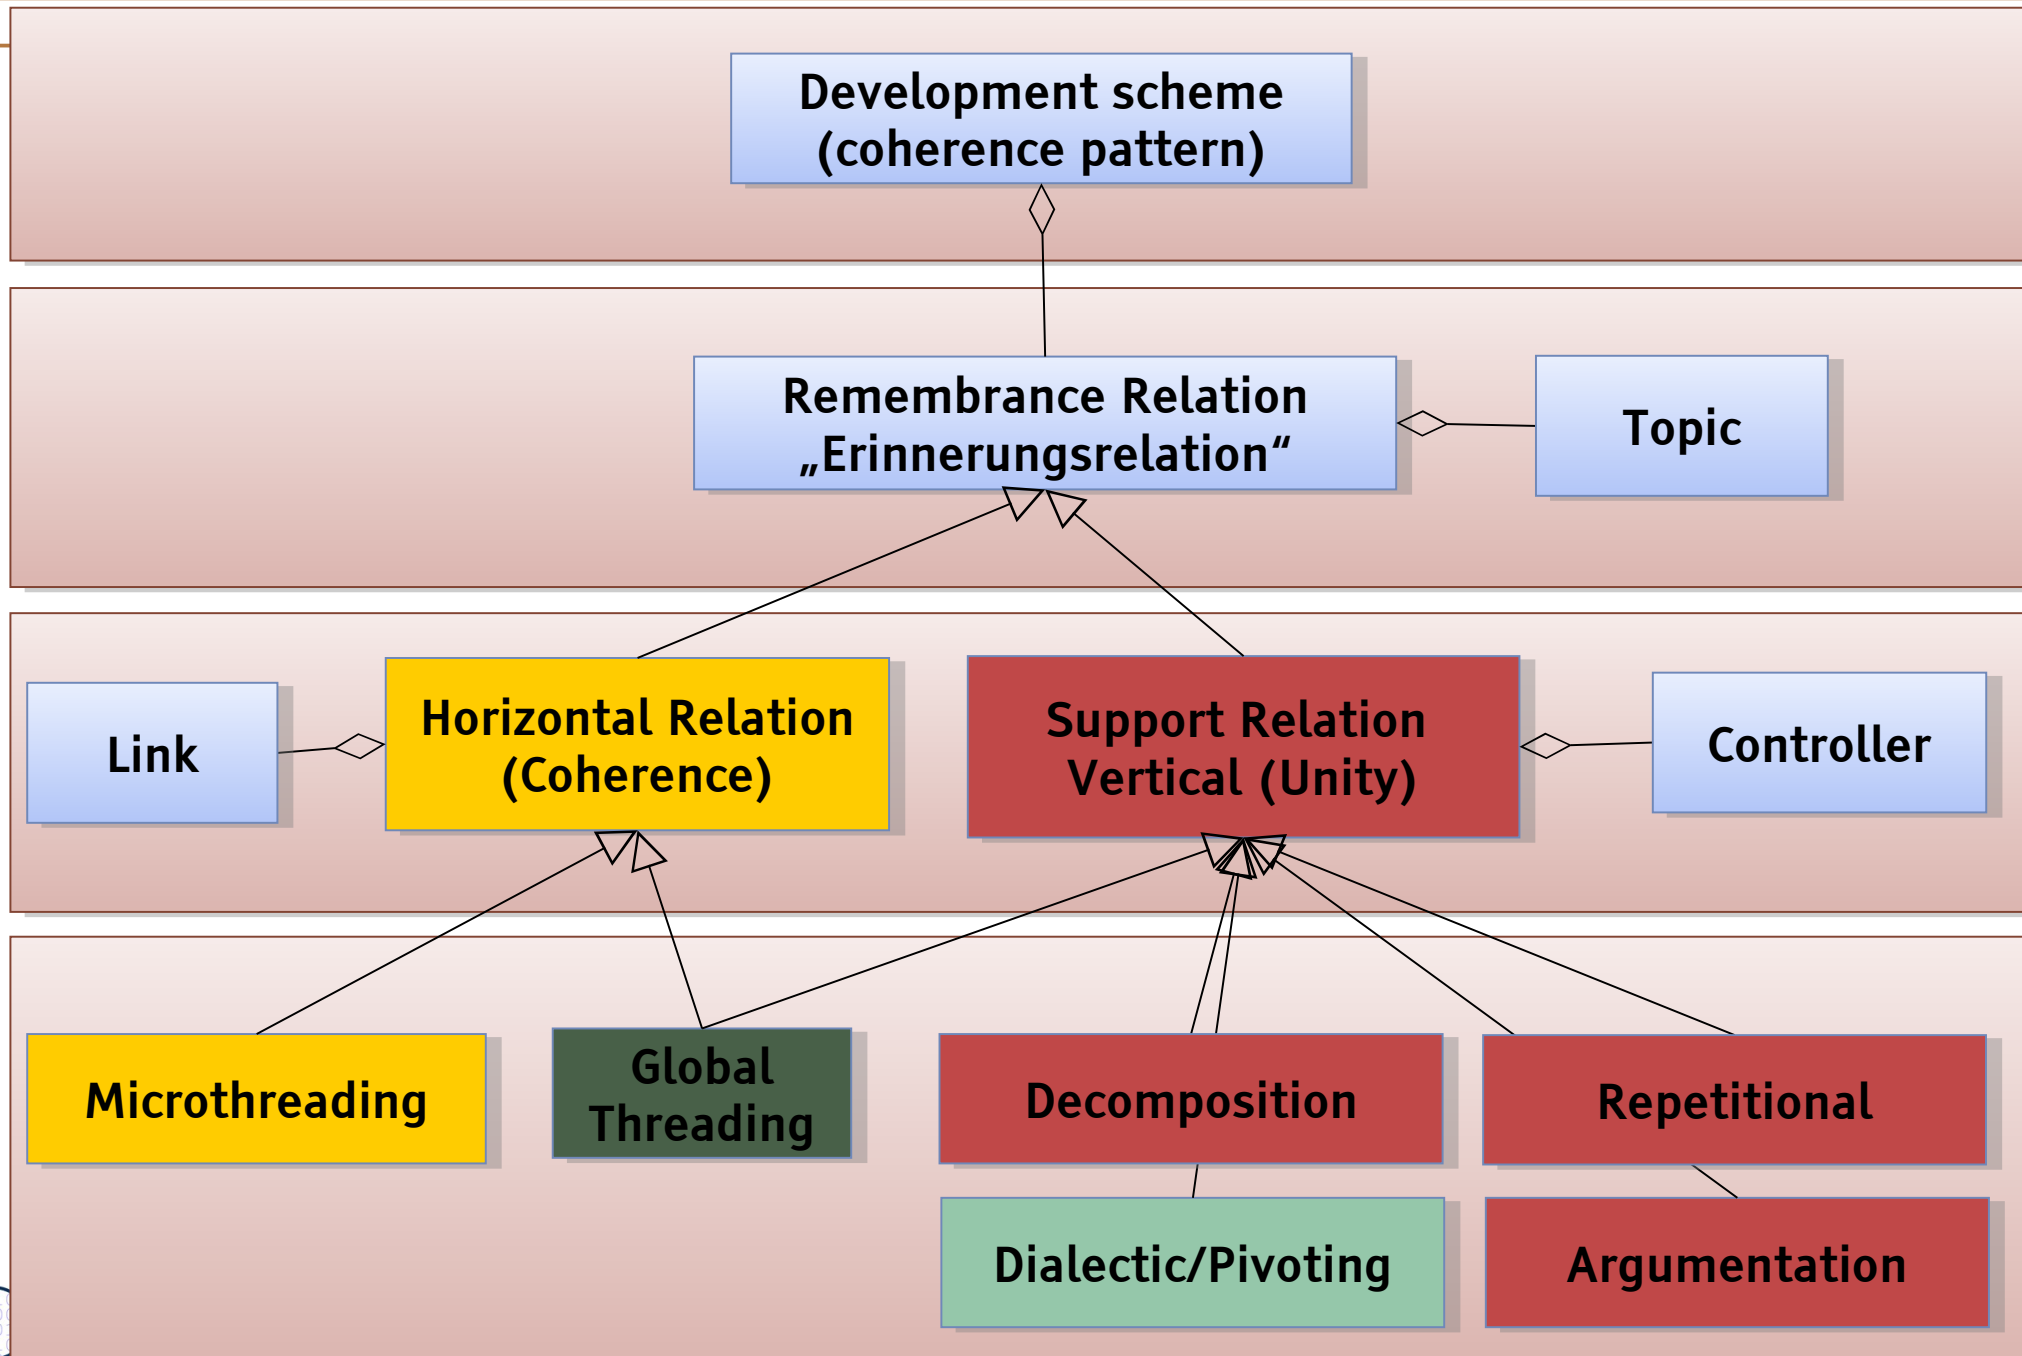 Development scheme
(coherence pattern)
Remembrance Relation
„Erinnerungsrelation“
Topic
Link
Horizontal Relation
(Coherence)
Support Relation
Vertical (Unity)
Controller
Microthreading
Global
Threading
Decomposition
Repetitional
Dialectic/Pivoting
Argumentation